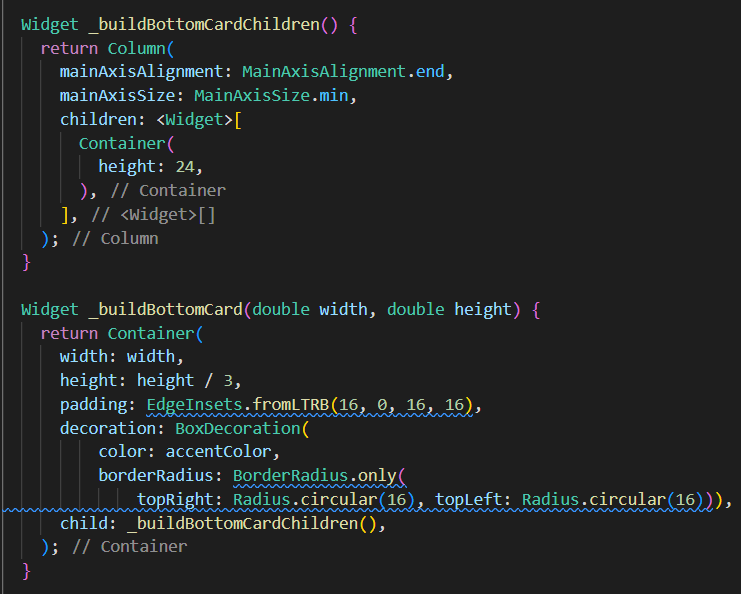 Widget _buildBottomCardChildren() {
  return Column(
    mainAxisAlignment: MainAxisAlignment.end,
    mainAxisSize: MainAxisSize.min,
    children: <Widget>[
      Container(
        height: 24,
      ), // Container
    ], // <Widget>[]
  ); // Column
}

Widget _buildBottomCard(double width, double height) {
  return Container(
    width: width,
    height: height / 3,
    padding: EdgeInsets.fromLTRB(16, 0, 16, 16),
    decoration: BoxDecoration(
        color: accentColor,
        borderRadius: BorderRadius.only(
            topRight: Radius.circular(16), topLeft: Radius.circular(16))),
    child: _buildBottomCardChildren(),
  ); // Container
}